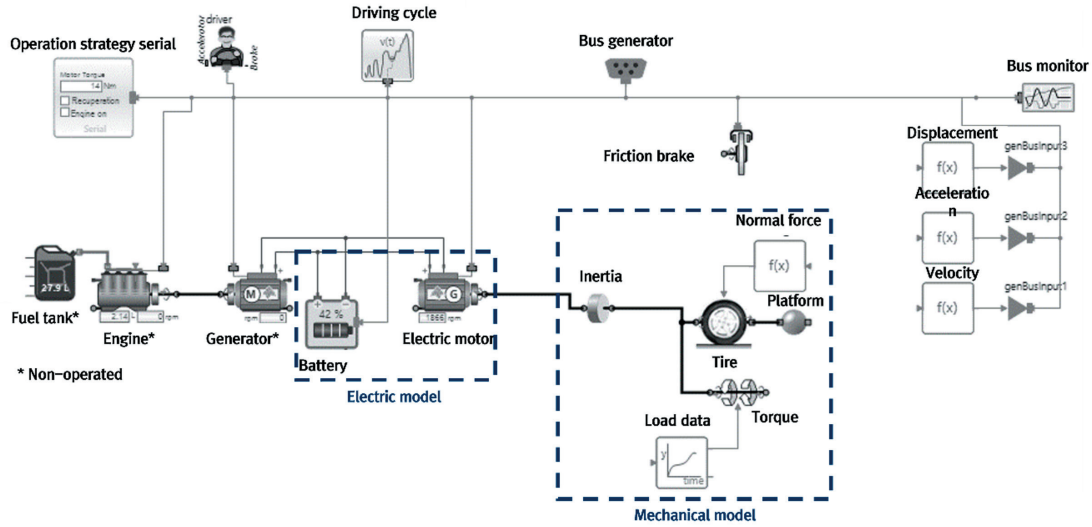 Operation strategy serial
Motor Torque
14 Nm
Recuperation
Engine on
Serial
Accelerator
driver
Brake
Driving cycle
v(t)
Bus generator
Bus monitor
Friction brake
Displacement
f(x)
genBusInput3
Acceleratio
n
f(x)
genBusInput2
Velocity
f(x)
genBusInput1
27.9 L
Fuel tank*
2.14 L 0 rpm
Engine*
M
rpm 0
Generator*
+ −
42 %
Battery
G
1866 rpm
Electric motor
Electric model
* Non-operated
Inertia
Normal force
f(x)
Platform
Tire
Torque
Load data
y
time
Mechanical model